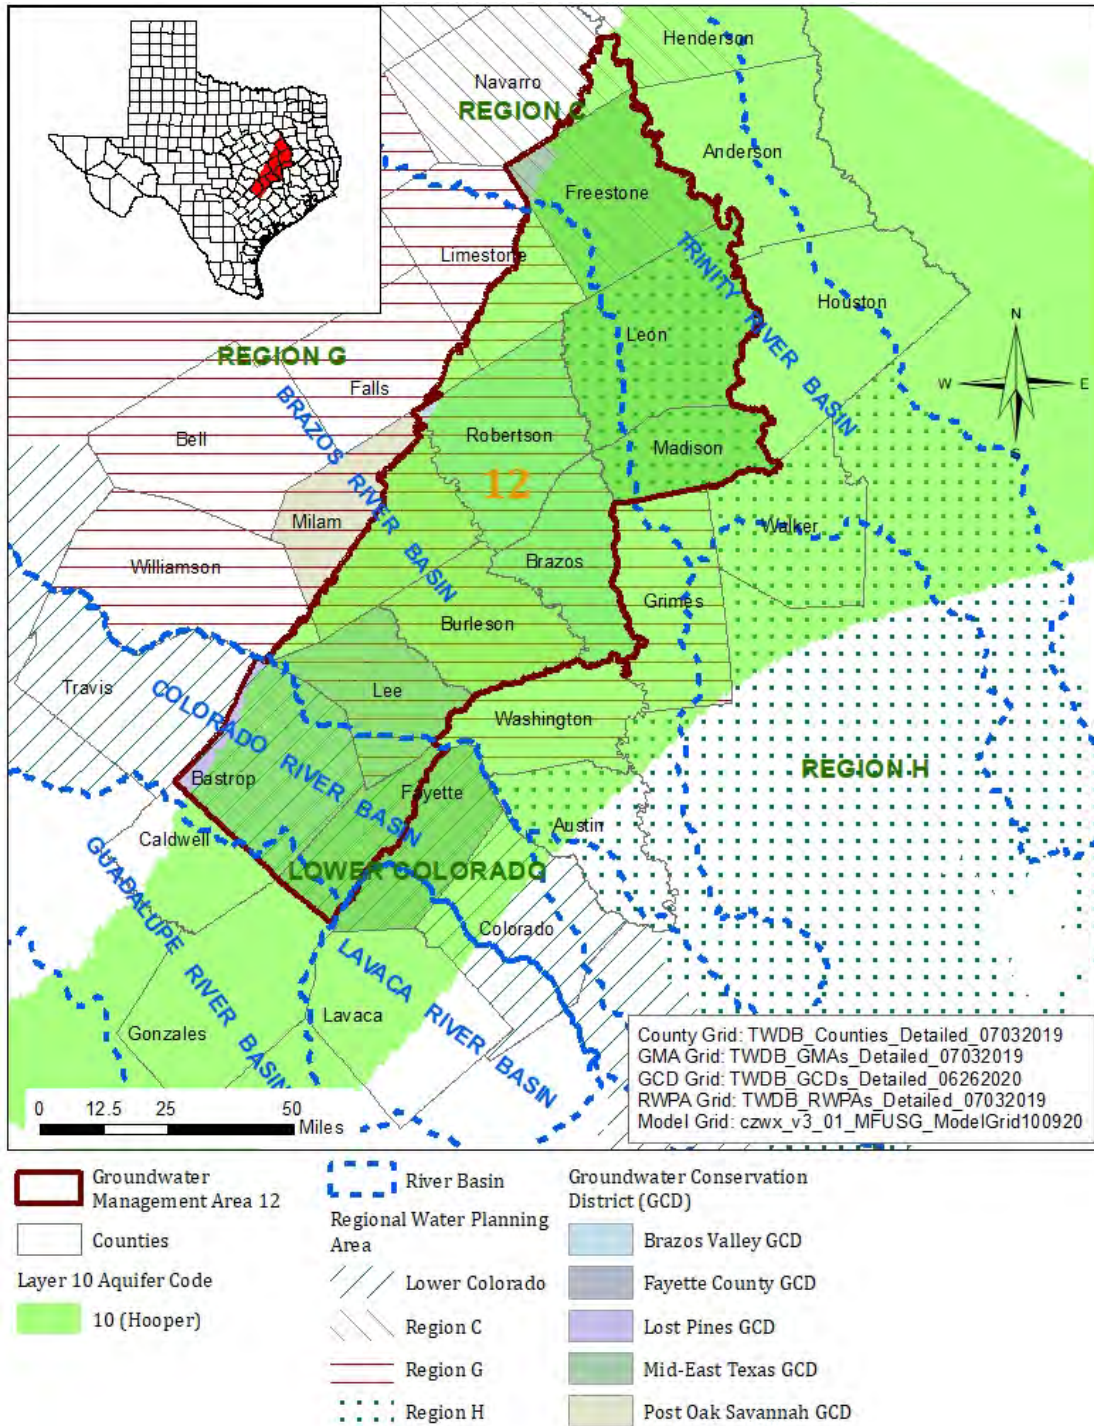 Henderson
Navarro
REGION C
Anderson
Freestone
Limestone
TRINITY RIVER BASIN
Houston
Leon
N
W
E
S
REGION G
Falls
BRAZOS RIVER BASIN
Bell
Robertson
Madison
12
Milam
Walker
Williamson
Brazos
Grimes
Burleson
Travis
Lee
COLORADO RIVER BASIN
Washington
REGION H
Bastrop
Fayette
Austin
Caldwell
LOWER COLORADO
GUADALUPE RIVER BASIN
Colorado
LAVACA RIVER BASIN
Lavaca
Gonzales
County Grid: TWDB_Counties_Detailed_07032019
GMA Grid: TWDB_GMAs_Detailed_07032019
GCD Grid: TWDB_GCDs_Detailed_06262020
RWPA Grid: TWDB_RWPAs_Detailed_07032019
Model Grid: czwx_v3_01_MFUSG_ModelGrid100920
0 12.5 25 50
Miles
Groundwater
Management Area 12
Counties
Layer 10 Aquifer Code
10 (Hooper)
River Basin
Regional Water Planning
Area
Lower Colorado
Region C
Region G
Region H
Groundwater Conservation
District (GCD)
Brazos Valley GCD
Fayette County GCD
Lost Pines GCD
Mid-East Texas GCD
Post Oak Savannah GCD